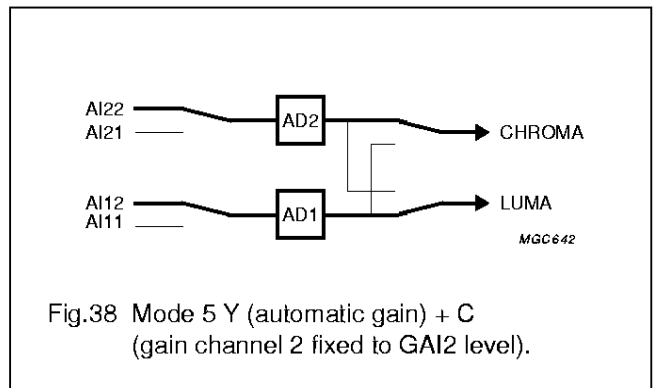 AI22
AI21
AD2
CHROMA
AI12
AI11
AD1
LUMA
MGC642
Fig.38 Mode 5 Y (automatic gain) + C
(gain channel 2 fixed to GAI2 level).